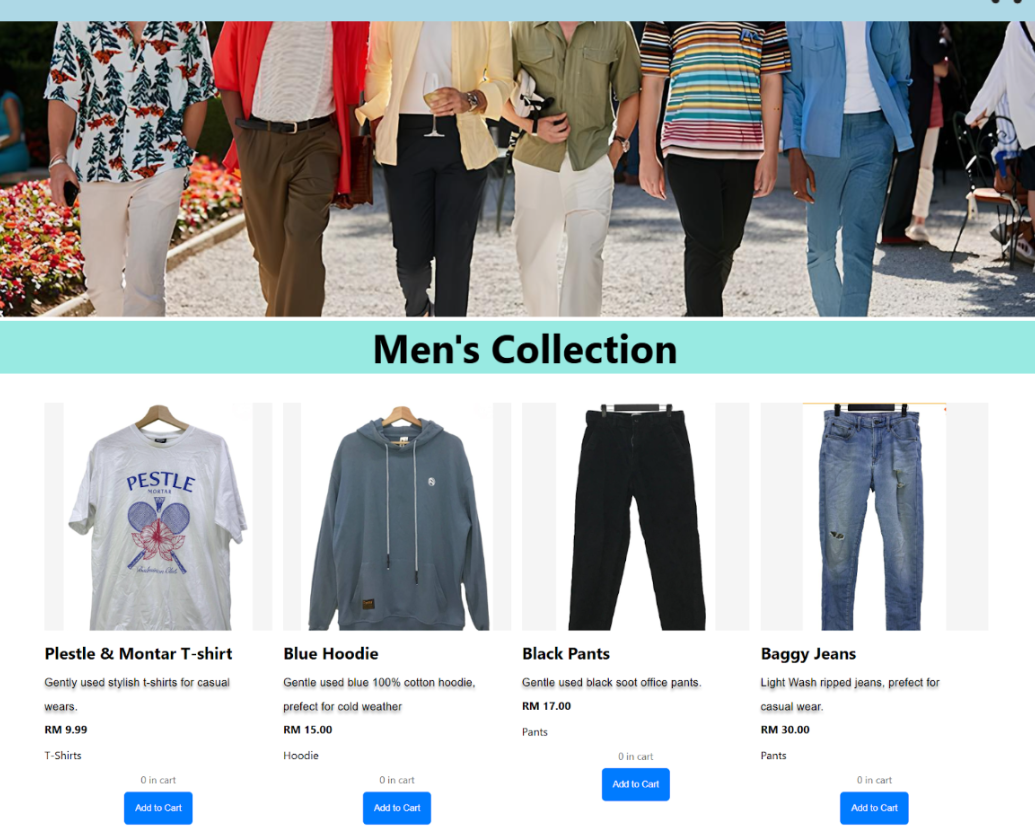 Men's Collection
PESTLE
MORTAR
Plestle & Montar T-shirt
Gently used stylish t-shirts for casual
wears.
RM 9.99
T-Shirts
0 in cart
Add to Cart
Blue Hoodie
Gentle used blue 100% cotton hoodie,
prefect for cold weather
RM 15.00
Hoodie
0 in cart
Add to Cart
Black Pants
Gentle used black soot office pants.
RM 17.00
Pants
0 in cart
Add to Cart
Baggy Jeans
Light Wash ripped jeans, prefect for
casual wear.
RM 30.00
Pants
0 in cart
Add to Cart